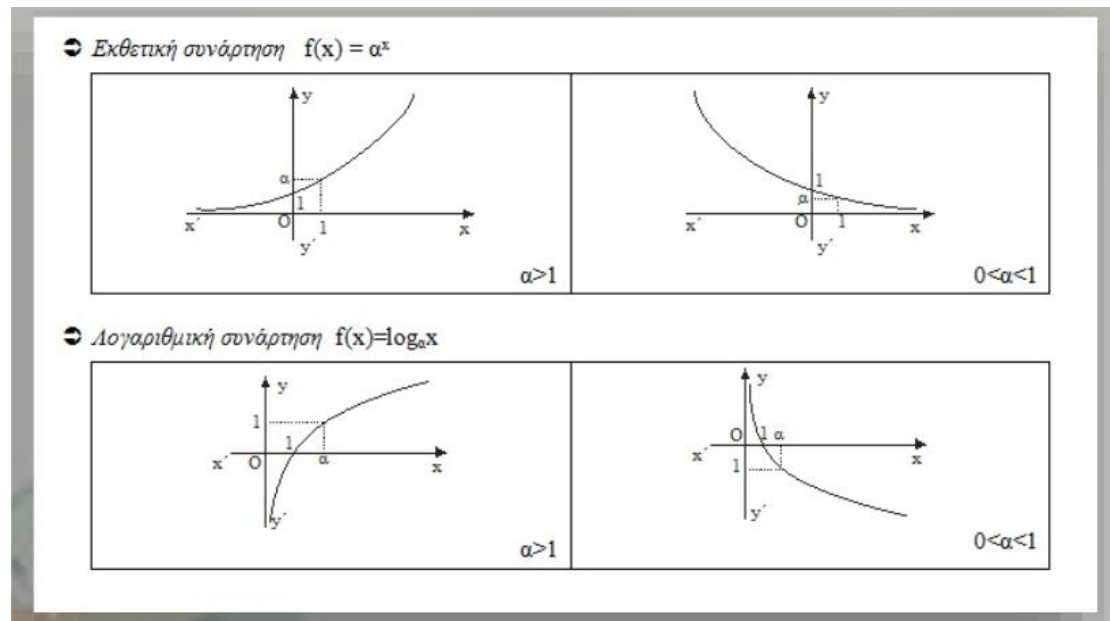 ➲ Εκθετική συνάρτηση f(x) = αˣ
y
α
1
x´ O 1 x
y´
α>1
y
1
α
x´ O 1 x
y´
0<α<1
➲ Λογαριθμική συνάρτηση f(x)=logₐx
y
1
1
x´ O α x
y´
α>1
y
O 1 α
x´ x
1
y´
0<α<1